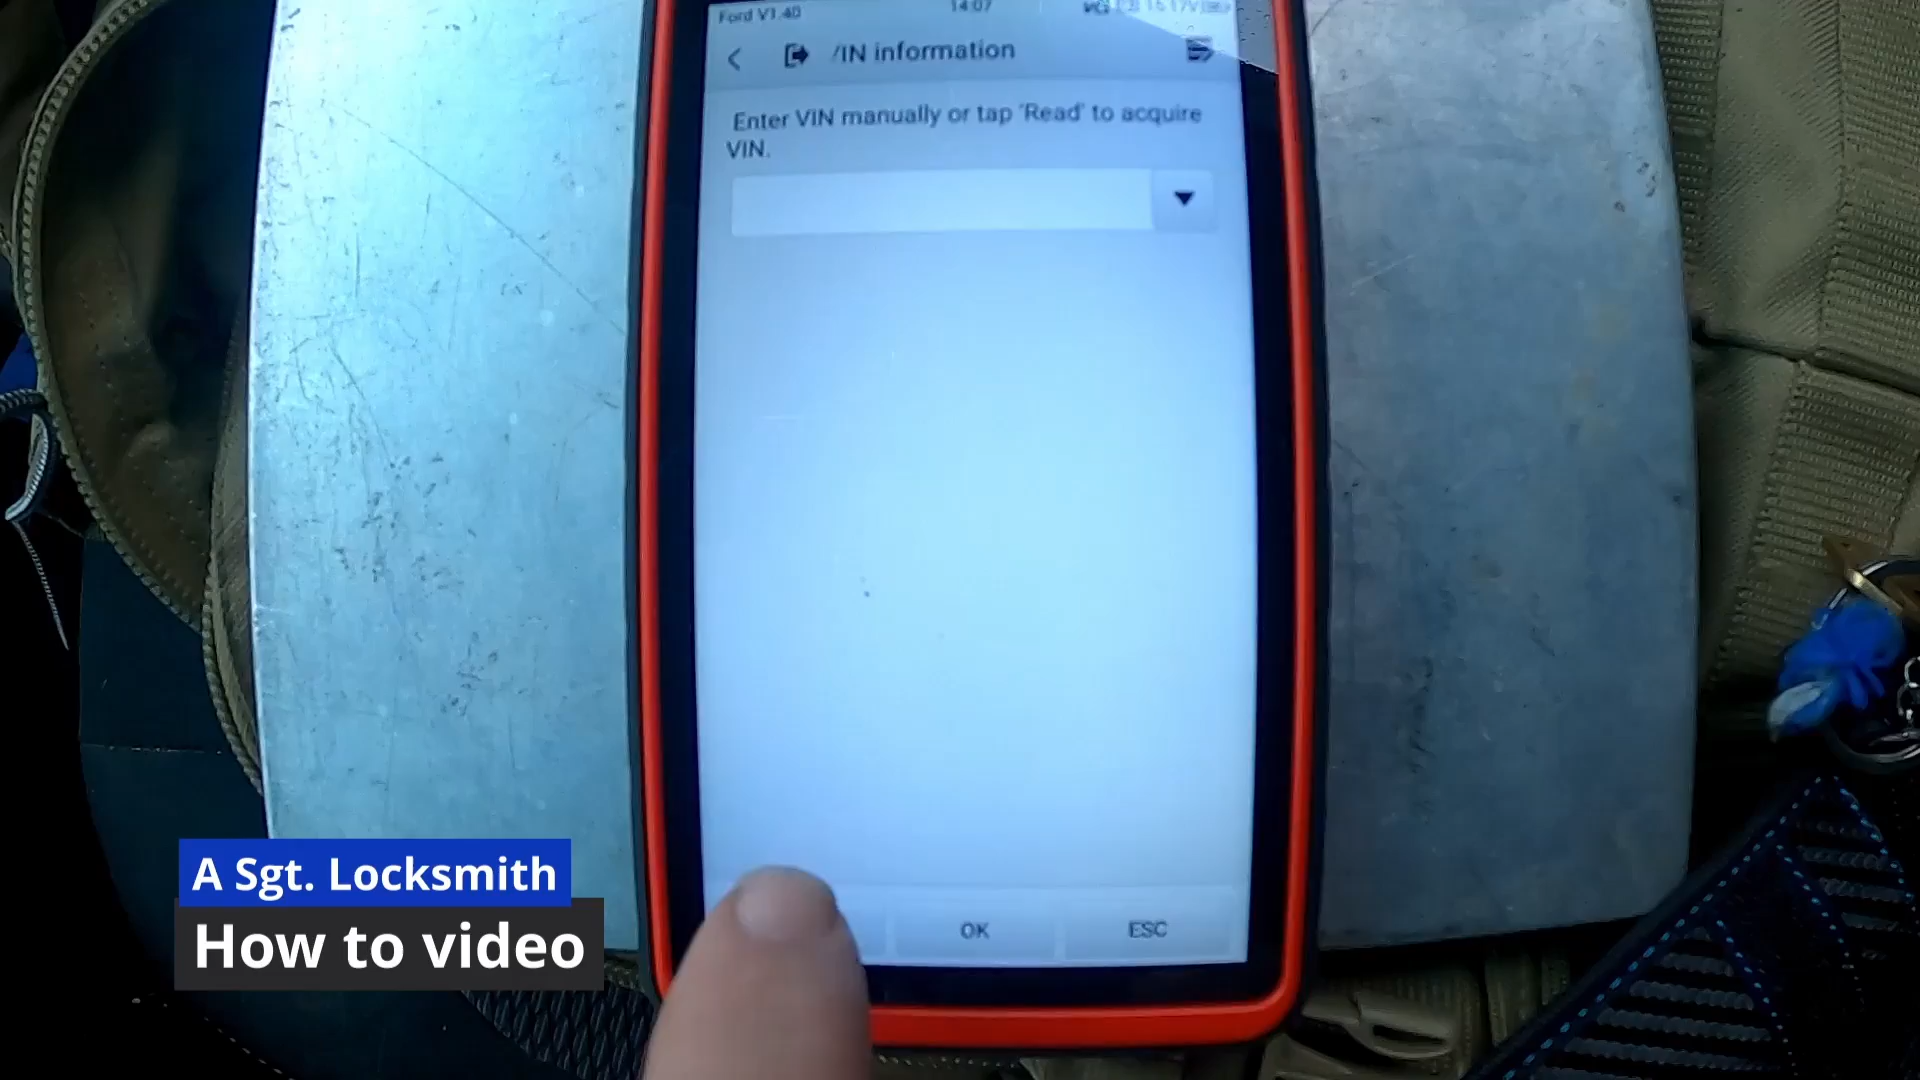 Ford V1.40
14:07
/IN information
Enter VIN manually or tap 'Read' to acquire
VIN.
OK
ESC
A Sgt. Locksmith
How to video